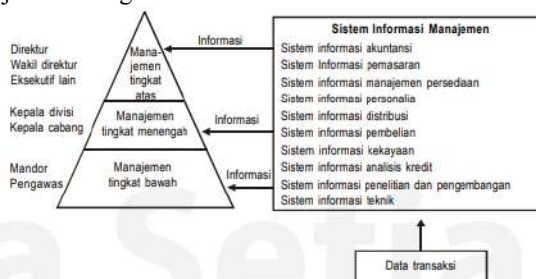 Direktur
Wakil direktur
Eksekutif lain
Kepala divisi
Kepala cabang
Mandor
Pengawas
Mana-
jemen
tingkat
atas
Manajemen
tingkat menengah
Manajemen
tingkat bawah
Informasi
Informasi
Informasi
Sistem Informasi Manajemen
Sistem informasi akuntansi
Sistem Informasi pemasaran
Sistem informasi manajemen persedaan
Sistem informasi personalia
Sistem informasi distribusi
Sistem informasi pembelian
Sistem informasi kekayaan
Sistem informasi analisis kredit
Sistem informasi penelitian dan pengembangan
Sistem informasi teknik
Data transaksi